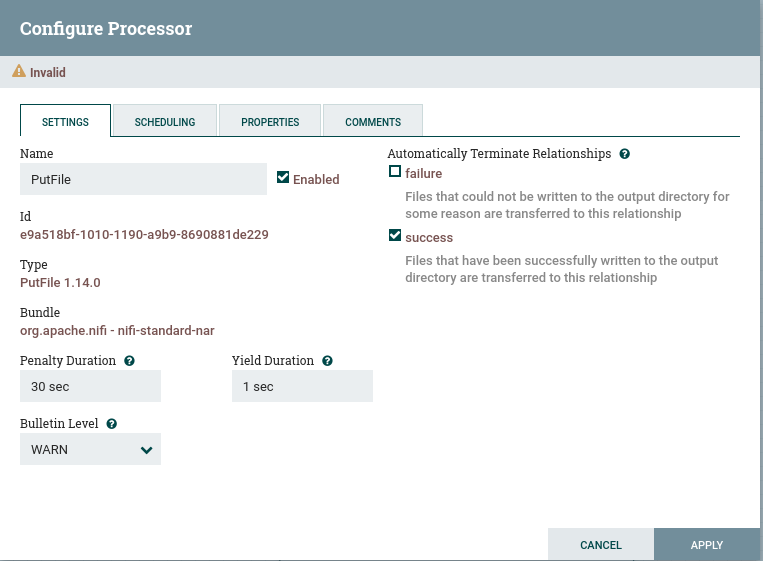 Configure Processor
Invalid
SETTINGS
SCHEDULING
PROPERTIES
COMMENTS
Name
PutFile
Enabled
Id
e9a518bf-1010-1190-a9b9-8690881de229
Type
PutFile 1.14.0
Bundle
org.apache.nifi - nifi-standard-nar
Penalty Duration
30 sec
Yield Duration
1 sec
Bulletin Level
WARN
Automatically Terminate Relationships
failure
Files that could not be written to the output directory for
some reason are transferred to this relationship
success
Files that have been successfully written to the output
directory are transferred to this relationship
CANCEL
APPLY